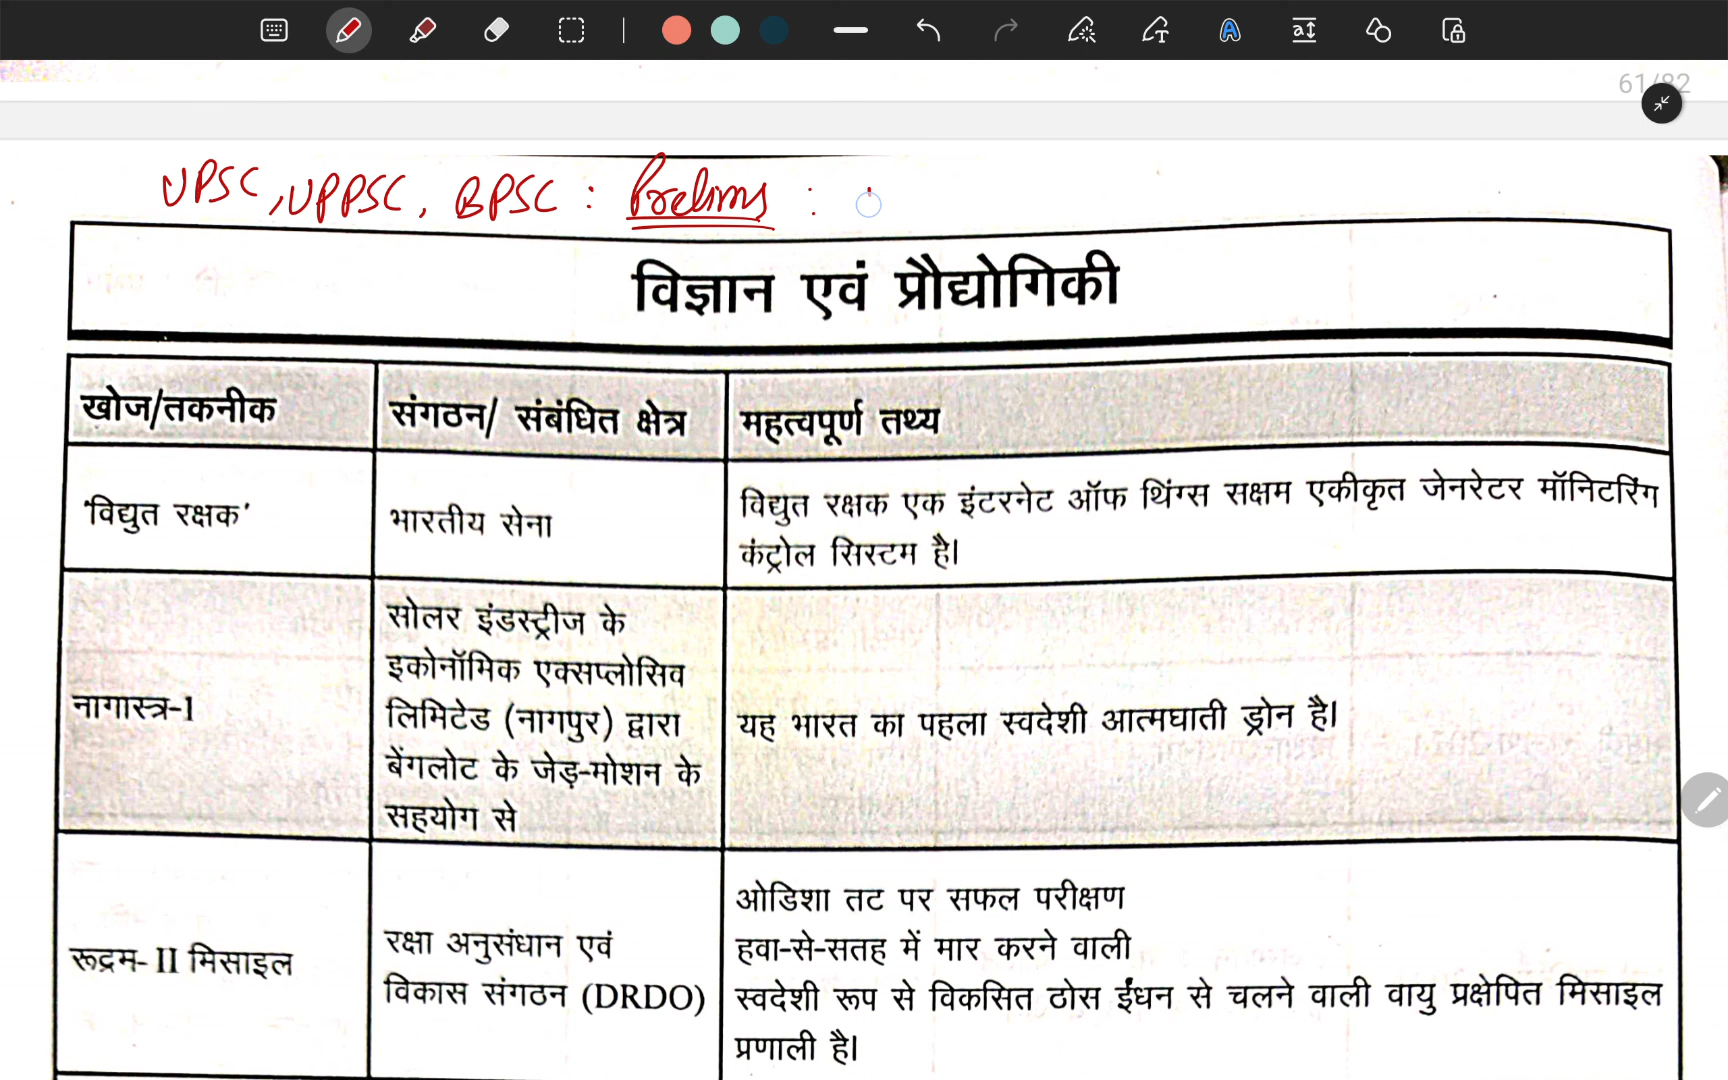 61/82
UPSC, UPPSC, BPSC : Prelims :
विज्ञान एवं प्रौद्योगिकी
खोज/तकनीक
संगठन/ संबंधित क्षेत्र
महत्वपूर्ण तथ्य
'विद्युत रक्षक'
भारतीय सेना
विद्युत रक्षक एक इंटरनेट ऑफ थिंग्स सक्षम एकीकृत जेनरेटर मॉनिटरिंग
कंट्रोल सिस्टम है।
नागास्त्र-1
सोलर इंडस्ट्रीज के
इकोनॉमिक एक्सप्लोसिव
लिमिटेड (नागपुर) द्वारा
बेंगलोट के जेड़-मोशन के
सहयोग से
यह भारत का पहला स्वदेशी आत्मघाती ड्रोन है।
रूद्रम- II मिसाइल
रक्षा अनुसंधान एवं
विकास संगठन (DRDO)
ओडिशा तट पर सफल परीक्षण
हवा-से-सतह में मार करने वाली
स्वदेशी रूप से विकसित ठोस ईंधन से चलने वाली वायु प्रक्षेपित मिसाइल
प्रणाली है।